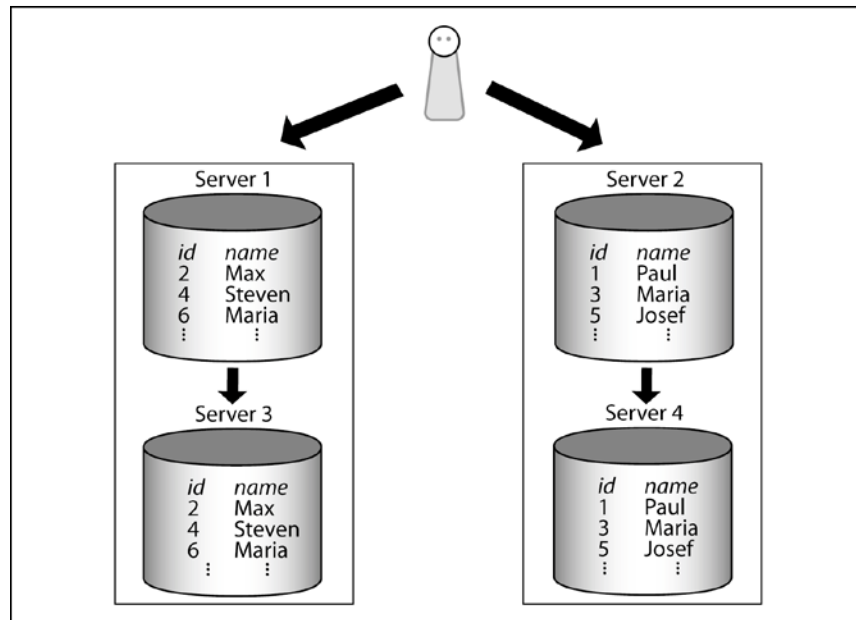 Server 1
id name
2 Max
4 Steven
6 Maria
⋮ ⋮
Server 3
id name
2 Max
4 Steven
6 Maria
⋮ ⋮
Server 2
id name
1 Paul
3 Maria
5 Josef
⋮ ⋮
Server 4
id name
1 Paul
3 Maria
5 Josef
⋮ ⋮